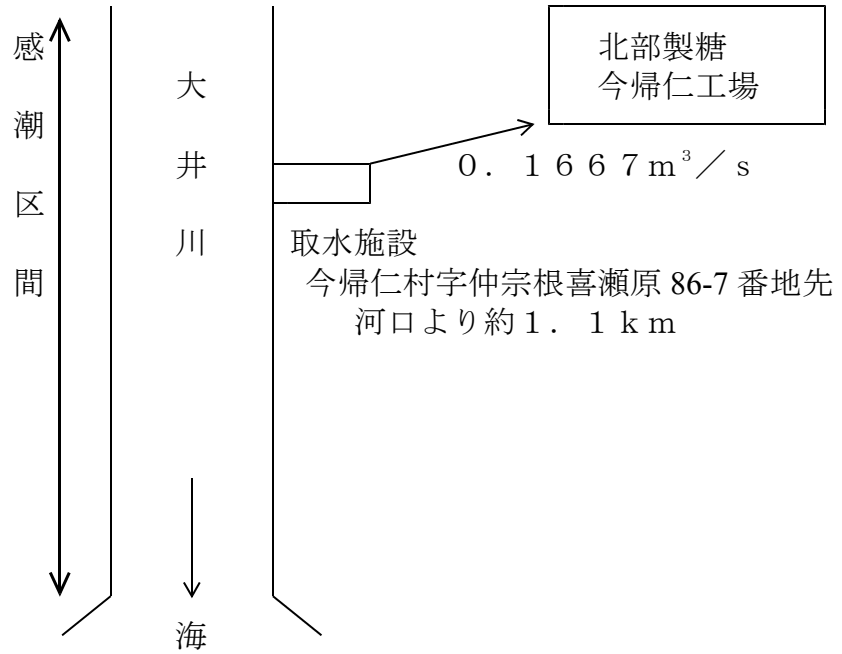 感潮区間
大井川
北部製糖
今帰仁工場
０．１６６７ｍ³／ｓ
取水施設
今帰仁村字仲宗根喜瀬原 86-7 番地先
河口より約１．１ｋｍ
海